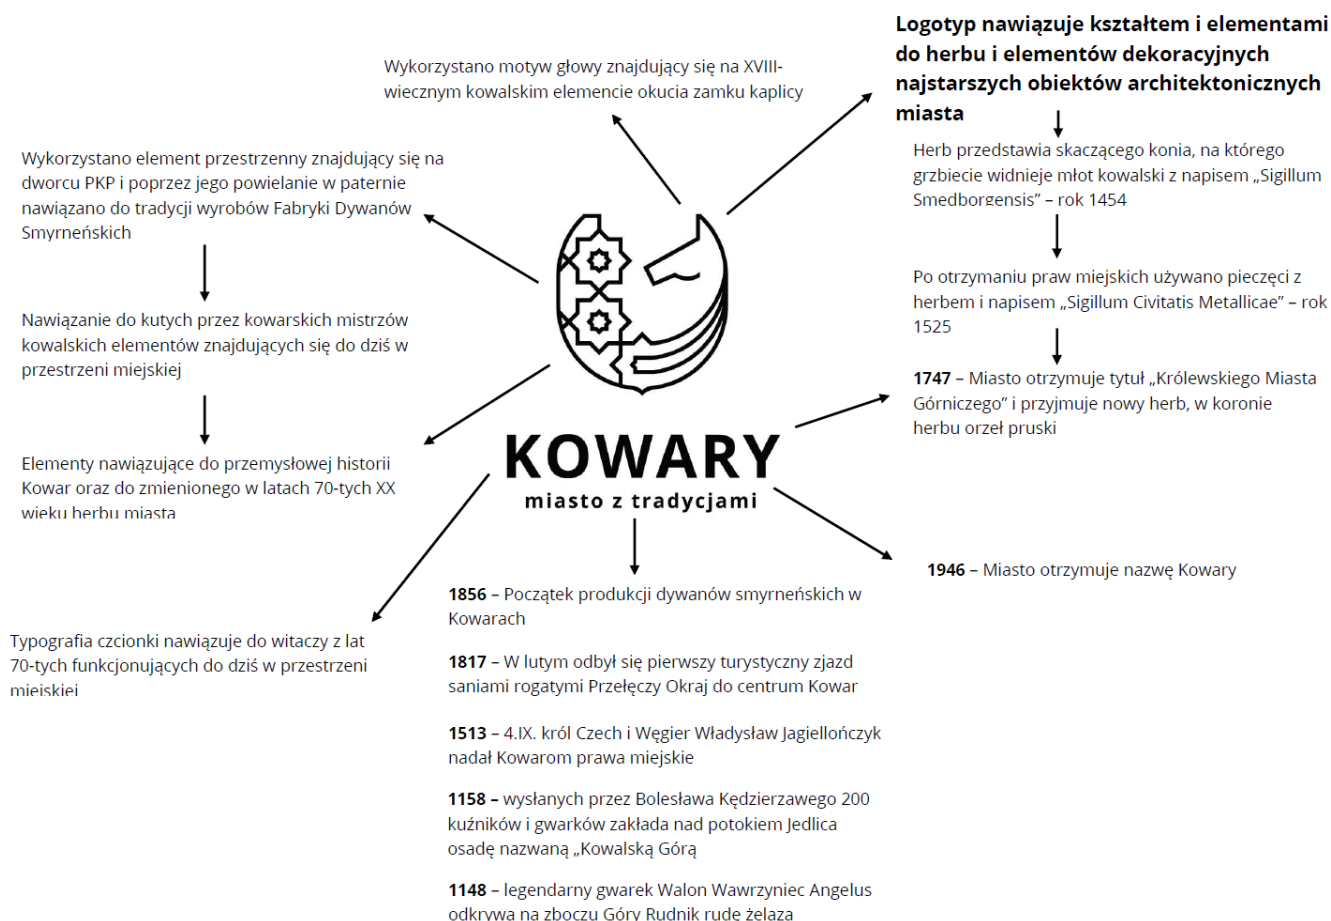 Logotyp nawiązuje kształtem i elementami
do herbu i elementów dekoracyjnych
najstarszych obiektów architektonicznych
miasta
Wykorzystano motyw głowy znajdujący się na XVIII-
wiecznym kowalskim elemencie okucia zamku kaplicy
Wykorzystano element przestrzenny znajdujący się na
dworcu PKP i poprzez jego powielanie w paternie
nawiązano do tradycji wyrobów Fabryki Dywanów
Smyrneńskich
Herb przedstawia skaczącego konia, na którego
grzbiecie widnieje młot kowalski z napisem „Sigillum
Smedborgensis” – rok 1454
Nawiązanie do kutych przez kowarskich mistrzów
kowalskich elementów znajdujących się do dziś w
przestrzeni miejskiej
Po otrzymaniu praw miejskich używano pieczęci z
herbem i napisem „Sigillum Civitatis Metallicae” – rok
1525
1747 – Miasto otrzymuje tytuł „Królewskiego Miasta
Górniczego” i przyjmuje nowy herb, w koronie
herbu orzeł pruski
Elementy nawiązujące do przemysłowej historii
Kowar oraz do zmienionego w latach 70-tych XX
wieku herbu miasta
KOWARY
miasto z tradycjami
1946 – Miasto otrzymuje nazwę Kowary
Typografia czcionki nawiązuje do witaczy z lat
70-tych funkcjonujących do dziś w przestrzeni
miejskiej
1856 – Początek produkcji dywanów smyrneńskich w
Kowarach
1817 – W lutym odbył się pierwszy turystyczny zjazd
saniami rogatymi Przełęczy Okraj do centrum Kowar
1513 – 4.IX. król Czech i Węgier Władysław Jagiellończyk
nadał Kowarom prawa miejskie
1158 – wysłanych przez Bolesława Kędzierzawego 200
kuźników i gwarków zakłada nad potokiem Jedlica
osadę nazwaną „Kowalską Górą
1148 – legendarny gwarek Walon Wawrzyniec Angelus
odkrywa na zboczu Góry Rudnik rudę żelaza